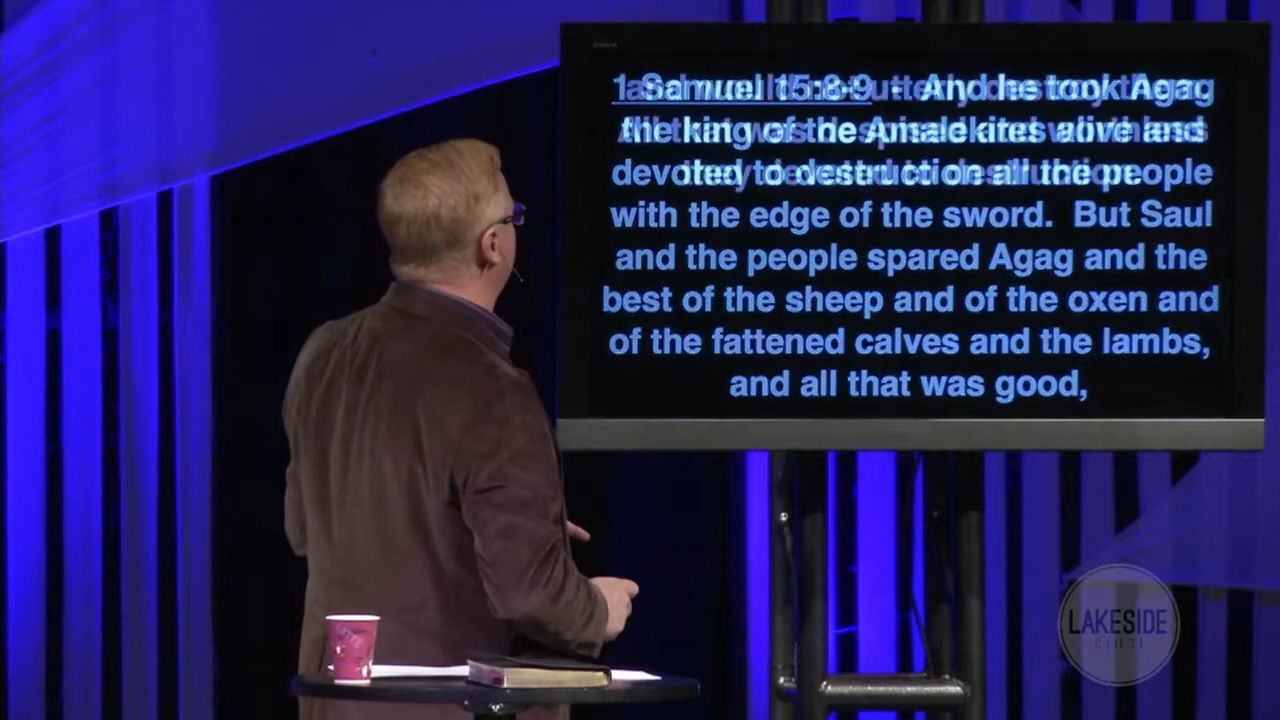 1 Samuel 15:8-9 - And he took Agag
the king of the Amalekites alive and
devoted to destruction all the people
with the edge of the sword. But Saul
and the people spared Agag and the
best of the sheep and of the oxen and
of the fattened calves and the lambs,
and all that was good,
LAKESIDE